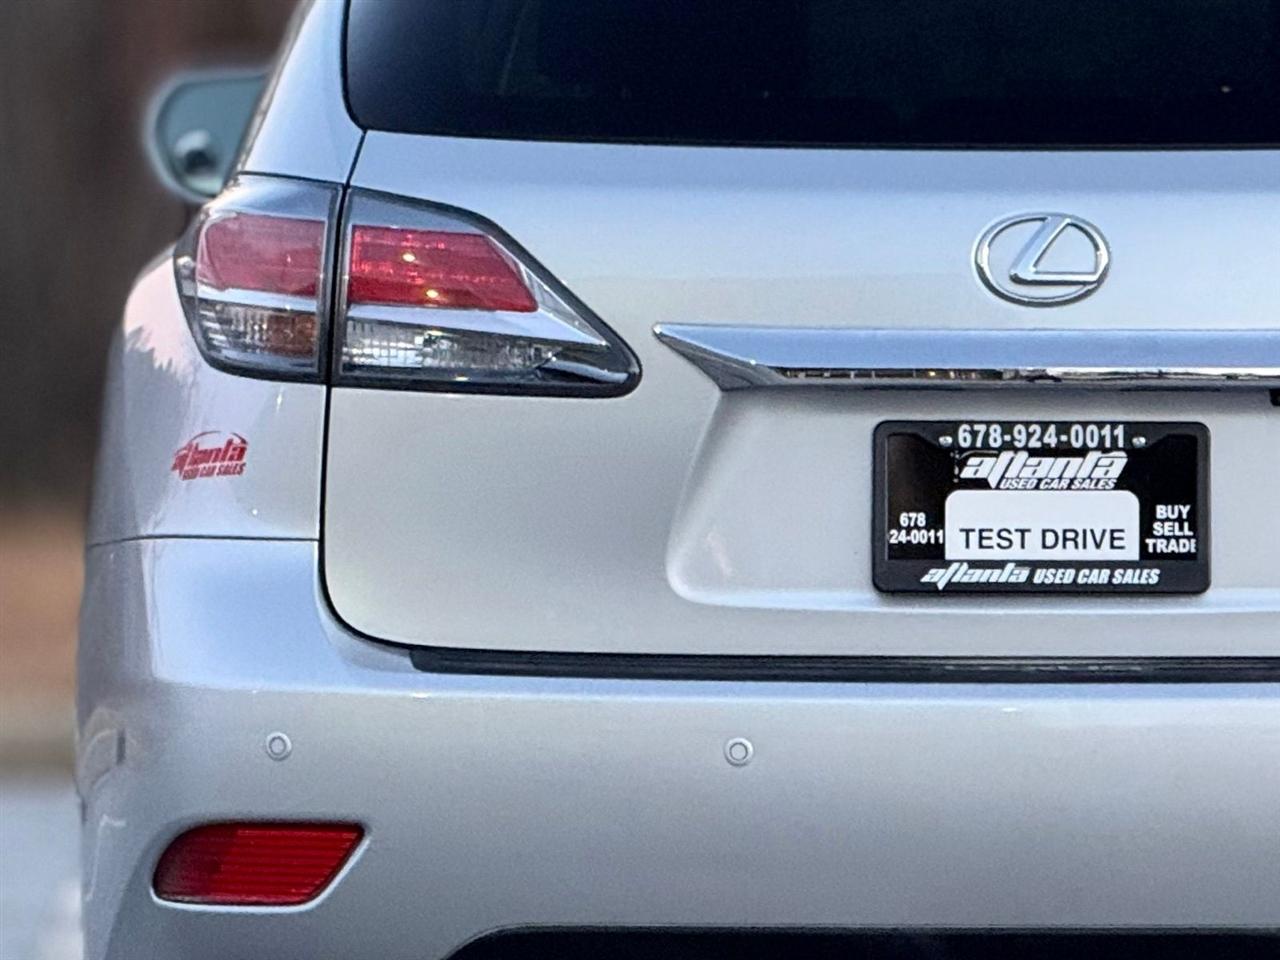 678-924-0011
atlanta
USED CAR SALES
678
24-0011
TEST DRIVE
BUY
SELL
TRADE
atlanta USED CAR SALES
atlanta
USED CAR SALES